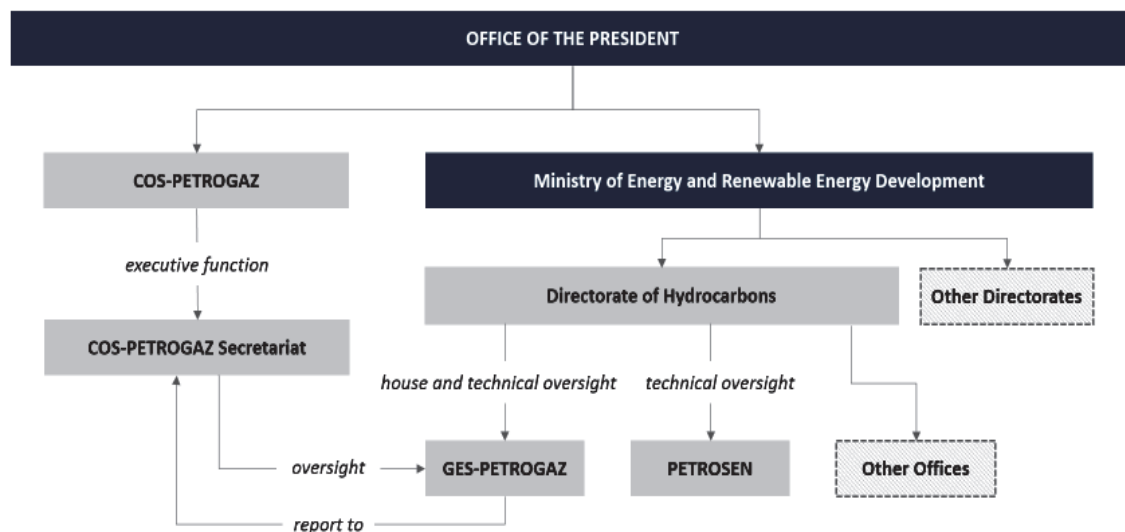 OFFICE OF THE PRESIDENT
COS-PETROGAZ
Ministry of Energy and Renewable Energy Development
executive function
Directorate of Hydrocarbons
Other Directorates
COS-PETROGAZ Secretariat
house and technical oversight
technical oversight
oversight
GES-PETROGAZ
PETROSEN
Other Offices
report to